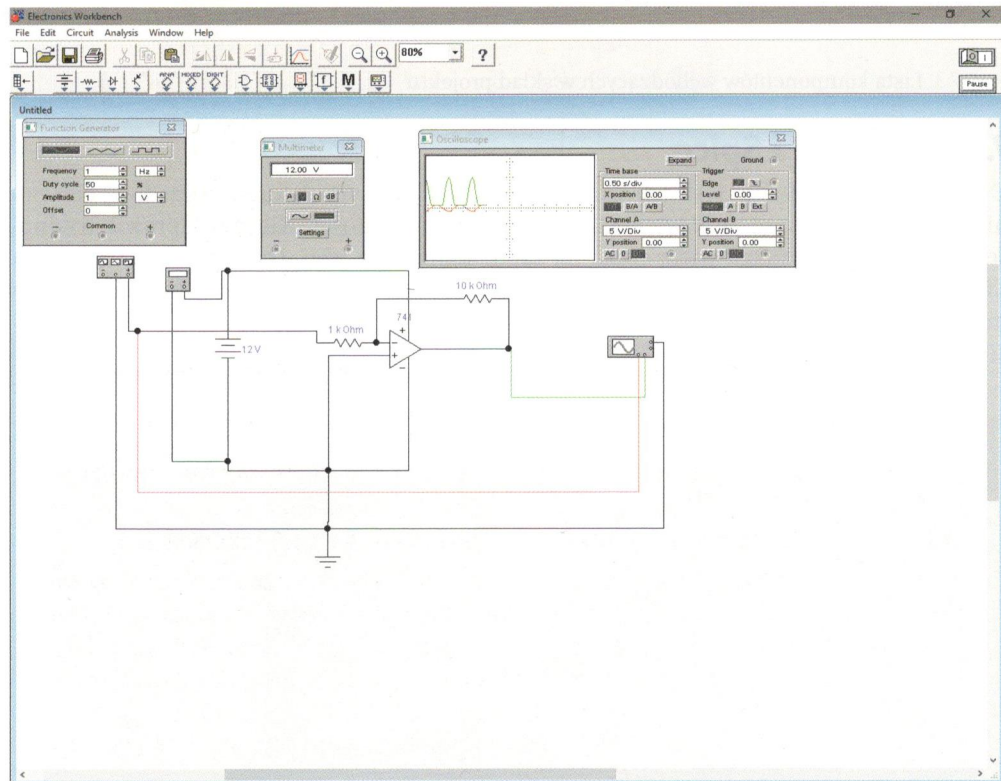 Electronics Workbench
File Edit Circuit Analysis Window Help
80%
?
ANA MIXED DIGIT
M
Pause
Untitled
Function Generator
Frequency 1 Hz
Duty cycle 50 %
Amplitude 1 V
Offset 0
− Common +
Multimeter
12.00 V
A Ω dB
Settings
− +
Oscilloscope
Expand
Ground
Time base
0.50 s/div
X position 0.00
B/A A/B
Trigger
Edge
Level 0.00
A B Ext
Channel A
5 V/Div
Y position 0.00
AC 0
Channel B
5 V/Div
Y position 0.00
AC 0
10 k Ohm
741
1 k Ohm
12 V